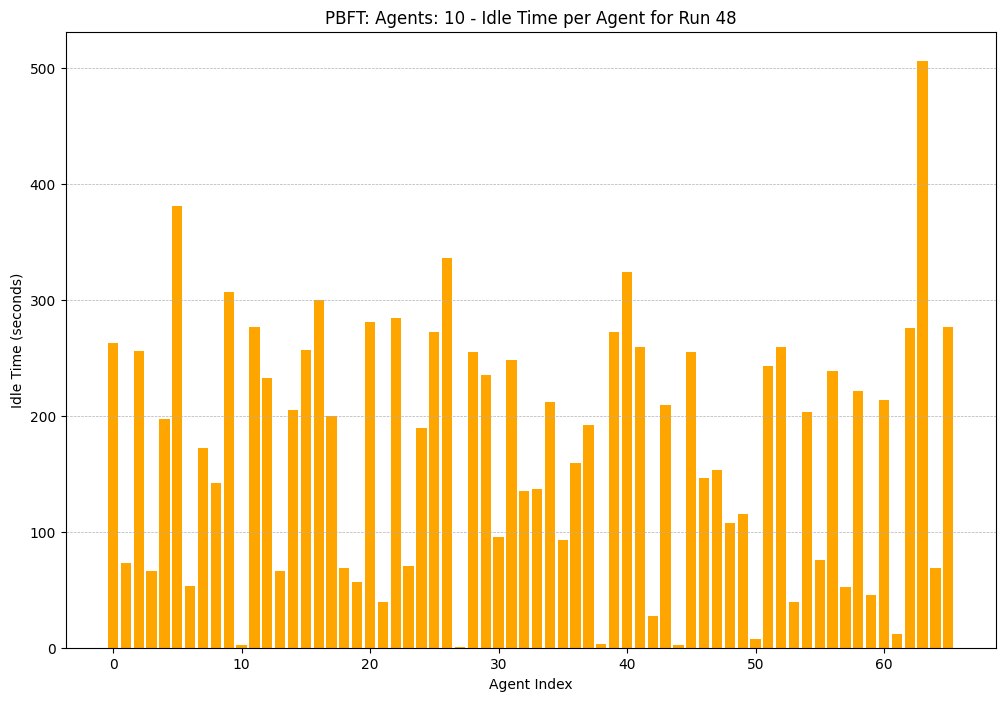 PBFT: Agents: 10 - Idle Time per Agent for Run 48
500
400
300
200
100
0
Idle Time (seconds)
0 10 20 30 40 50 60
Agent Index